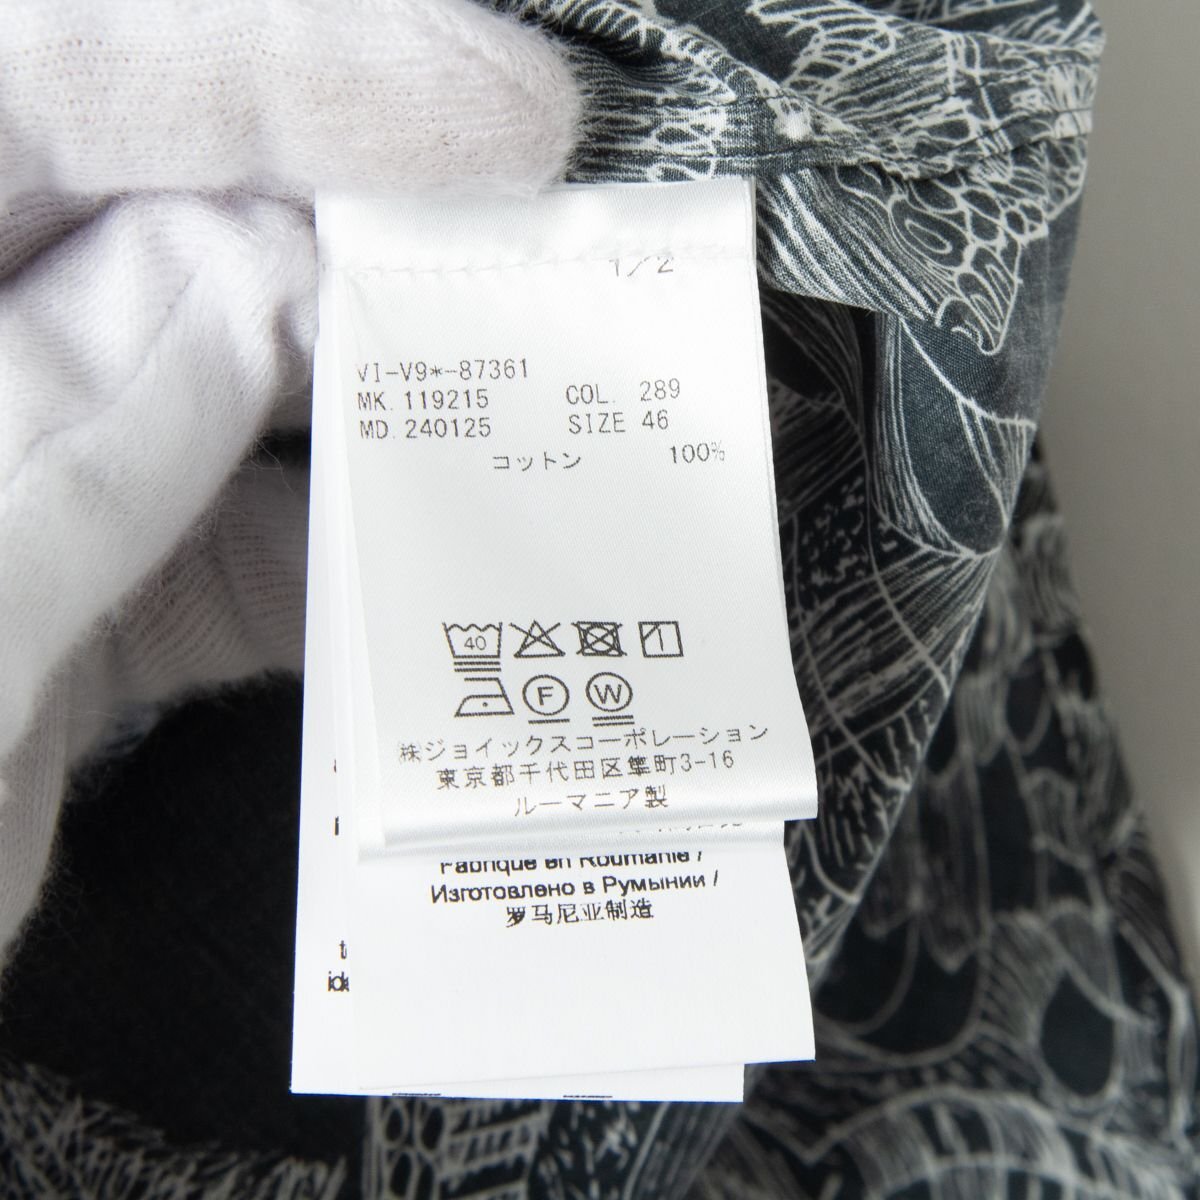 1/2
VI-V9*-87361
MK. 119215 COL. 289
MD. 240125 SIZE 46
コットン 100%
40
F W
㈱ジョイックスコーポレーション
東京都千代田区隼町3-16
ルーマニア製
Fabriqué en Roumanie /
Изготовлено в Румынии /
罗马尼亚制造